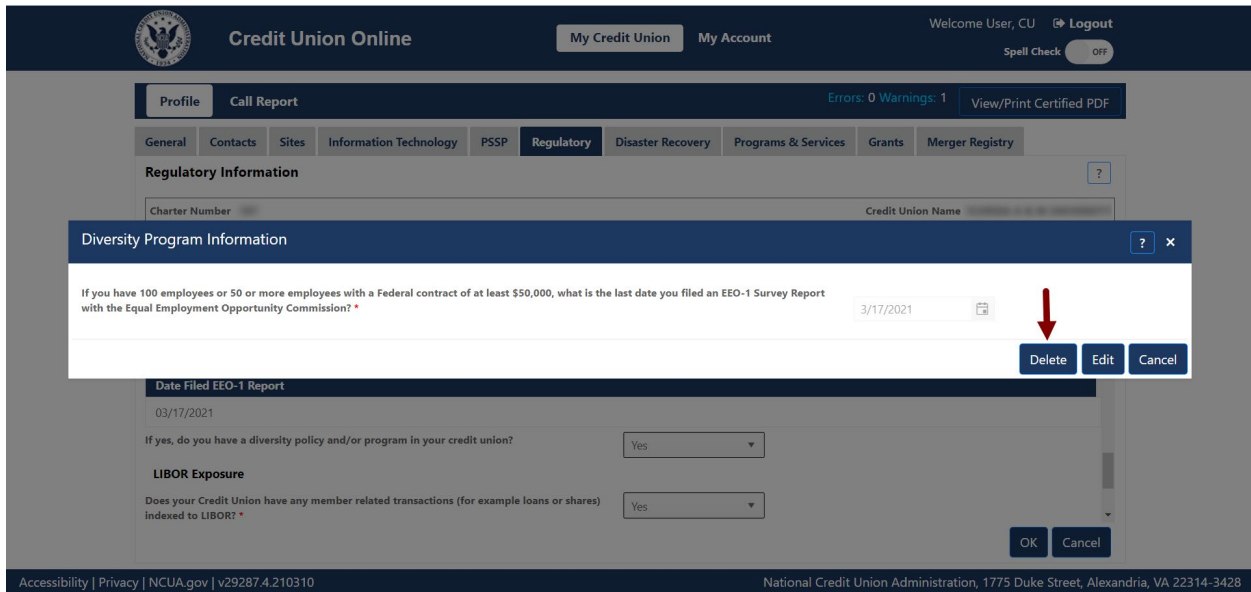 Credit Union Online
My Credit Union
My Account
Welcome User, CU
Logout
Spell Check OFF
Profile
Call Report
Errors: 0 Warnings: 1
View/Print Certified PDF
General
Contacts
Sites
Information Technology
PSSP
Regulatory
Disaster Recovery
Programs & Services
Grants
Merger Registry
Regulatory Information
?
Charter Number
Credit Union Name
Diversity Program Information
? ×
If you have 100 employees or 50 or more employees with a Federal contract of at least $50,000, what is the last date you filed an EEO-1 Survey Report
with the Equal Employment Opportunity Commission? *
3/17/2021
Delete
Edit
Cancel
Date Filed EEO-1 Report
03/17/2021
If yes, do you have a diversity policy and/or program in your credit union?
Yes
LIBOR Exposure
Does your Credit Union have any member related transactions (for example loans or shares)
indexed to LIBOR? *
Yes
OK
Cancel
Accessibility | Privacy | NCUA.gov | v29287.4.210310
National Credit Union Administration, 1775 Duke Street, Alexandria, VA 22314-3428